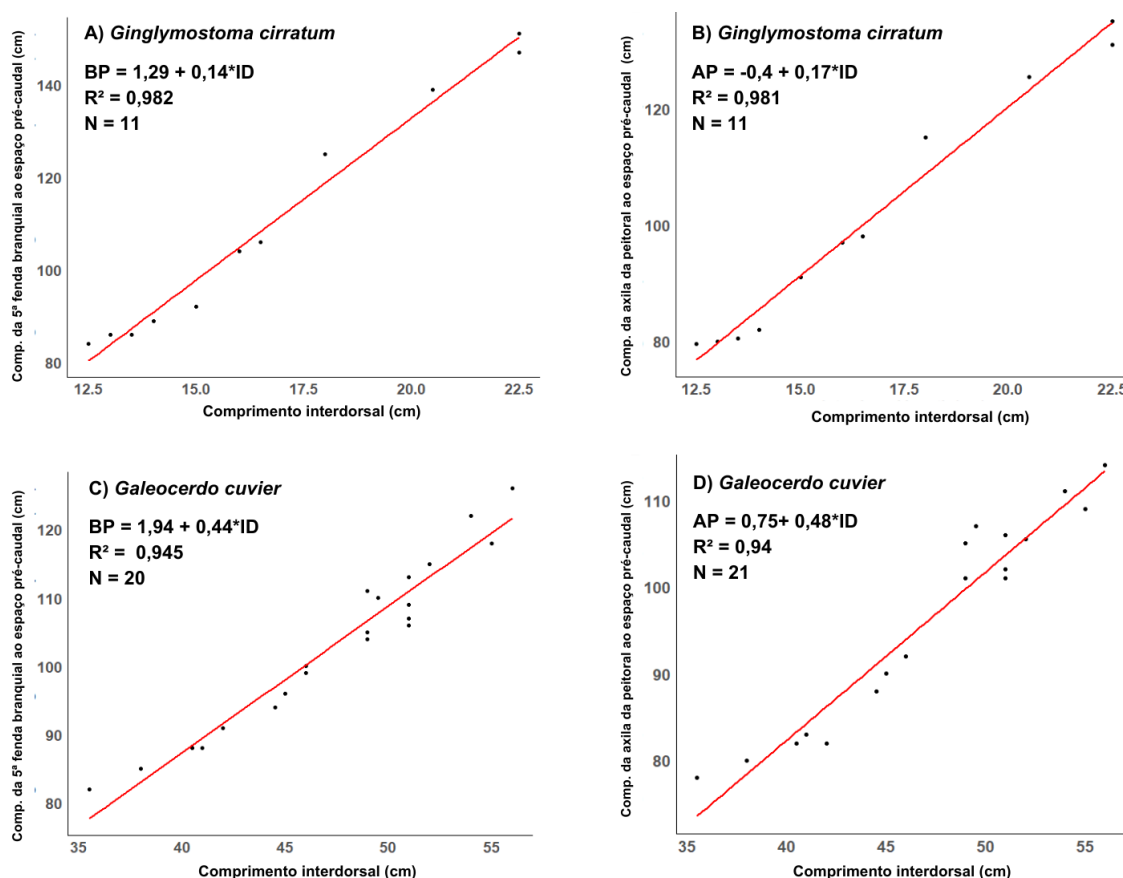 A) Ginglymostoma cirratum
BP = 1,29 + 0,14*ID
R² = 0,982
N = 11
Comp. da 5ª fenda branquial ao espaço pré-caudal (cm)
140
120
100
80
12.5 15.0 17.5 20.0 22.5
Comprimento interdorsal (cm)
B) Ginglymostoma cirratum
AP = -0,4 + 0,17*ID
R² = 0,981
N = 11
Comp. da axila da peitoral ao espaço pré-caudal (cm)
120
100
80
12.5 15.0 17.5 20.0 22.5
Comprimento interdorsal (cm)
C) Galeocerdo cuvier
BP = 1,94 + 0,44*ID
R² = 0,945
N = 20
Comp. da 5ª fenda branquial ao espaço pré-caudal (cm)
120
110
100
90
80
35 40 45 50 55
Comprimento interdorsal (cm)
D) Galeocerdo cuvier
AP = 0,75+ 0,48*ID
R² = 0,94
N = 21
Comp. da axila da peitoral ao espaço pré-caudal (cm)
110
100
90
80
35 40 45 50 55
Comprimento interdorsal (cm)